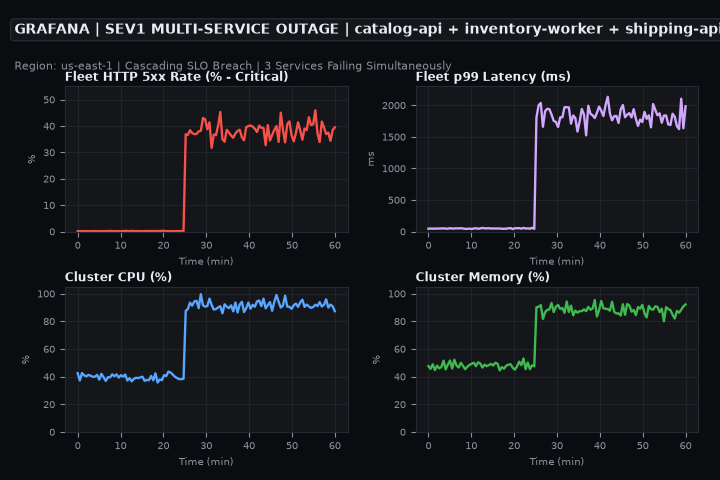 GRAFANA | SEV1 MULTI-SERVICE OUTAGE | catalog-api + inventory-worker + shipping-api
Region: us-east-1 | Cascading SLO Breach | 3 Services Failing Simultaneously
Fleet HTTP 5xx Rate (% - Critical)
50
40
30
20
10
0
%
0 10 20 30 40 50 60
Time (min)
Fleet p99 Latency (ms)
2000
1500
1000
500
0
ms
0 10 20 30 40 50 60
Time (min)
Cluster CPU (%)
100
80
60
40
20
0
%
0 10 20 30 40 50 60
Time (min)
Cluster Memory (%)
100
80
60
40
20
0
%
0 10 20 30 40 50 60
Time (min)